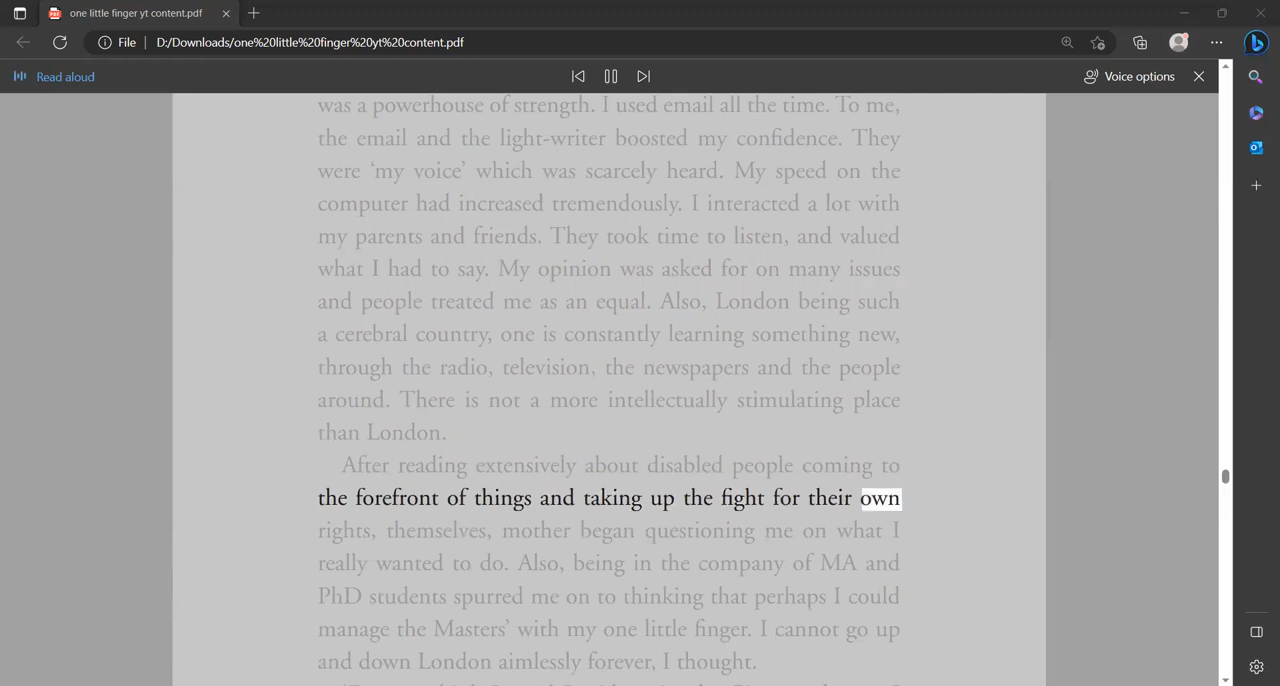 one little finger yt content.pdf
File
D:/Downloads/one%20little%20finger%20yt%20content.pdf
Read aloud
Voice options
was a powerhouse of strength. I used email all the time. To me,
the email and the light-writer boosted my confidence. They
were ‘my voice’ which was scarcely heard. My speed on the
computer had increased tremendously. I interacted a lot with
my parents and friends. They took time to listen, and valued
what I had to say. My opinion was asked for on many issues
and people treated me as an equal. Also, London being such
a cerebral country, one is constantly learning something new,
through the radio, television, the newspapers and the people
around. There is not a more intellectually stimulating place
than London.
After reading extensively about disabled people coming to
the forefront of things and taking up the fight for their own
rights, themselves, mother began questioning me on what I
really wanted to do. Also, being in the company of MA and
PhD students spurred me on to thinking that perhaps I could
manage the Masters’ with my one little finger. I cannot go up
and down London aimlessly forever, I thought.